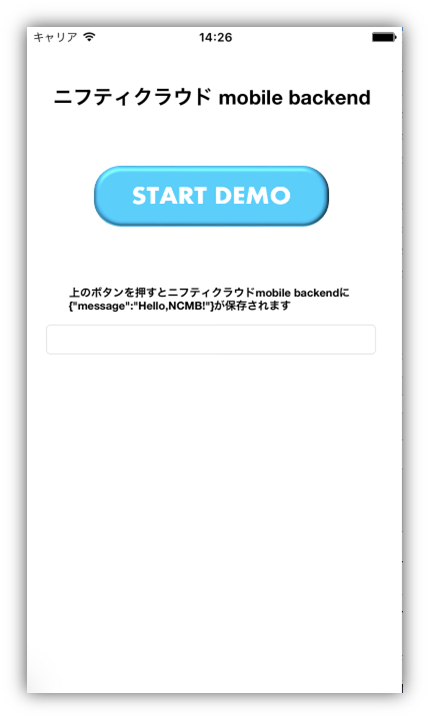 キャリア 14:26
ニフティクラウド mobile backend
START DEMO
上のボタンを押すとニフティクラウドmobile backendに
{"message":"Hello,NCMB!"}が保存されます